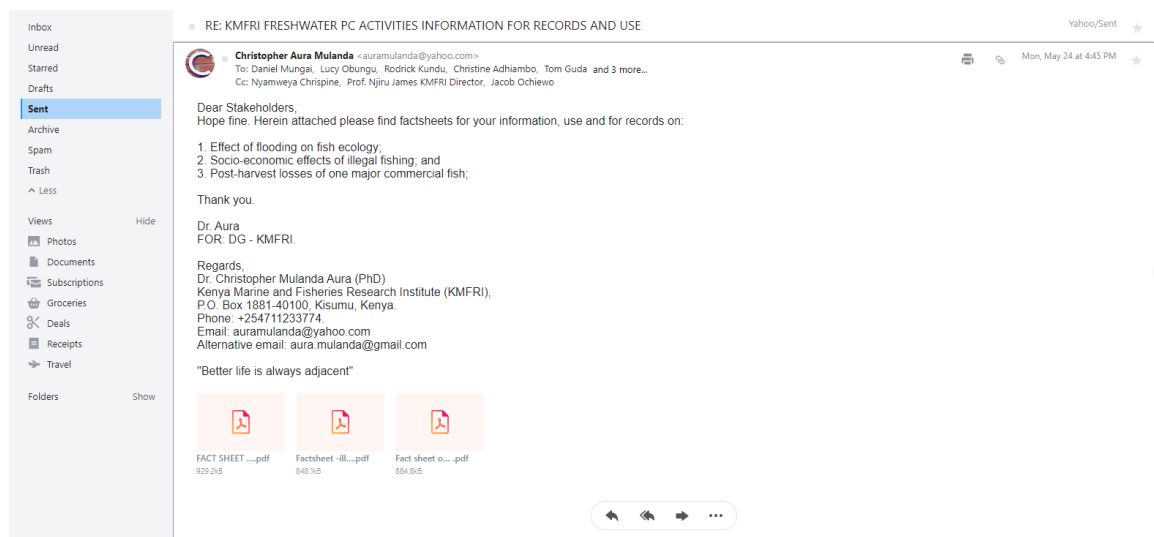 Inbox
Unread
Starred
Drafts
Sent
Archive
Spam
Trash
Less
Views Hide
Photos
Documents
Subscriptions
Groceries
Deals
Receipts
Travel
Folders Show
RE: KMFRI FRESHWATER PC ACTIVITIES INFORMATION FOR RECORDS AND USE
Yahoo/Sent
Christopher Aura Mulanda <auramulanda@yahoo.com>
Mon, May 24 at 4:45 PM
To: Daniel Mungai, Lucy Obungu, Rodrick Kundu, Christine Adhiambo, Tom Guda and 3 more...
Cc: Nyamweya Chrispine, Prof. Njiru James KMFRI Director, Jacob Ochiewo
Dear Stakeholders,
Hope fine. Herein attached please find factsheets for your information, use and for records on:
1. Effect of flooding on fish ecology;
2. Socio-economic effects of illegal fishing; and
3. Post-harvest losses of one major commercial fish;
Thank you.
Dr. Aura
FOR: DG - KMFRI.
Regards,
Dr. Christopher Mulanda Aura (PhD)
Kenya Marine and Fisheries Research Institute (KMFRI),
P.O. Box 1881-40100, Kisumu, Kenya.
Phone: +254711233774.
Email: auramulanda@yahoo.com
Alternative email: aura.mulanda@gmail.com
"Better life is always adjacent"
FACT SHEET ....pdf
929.2kB
Factsheet -ill....pdf
848.1kB
Fact sheet o... .pdf
884.8kB